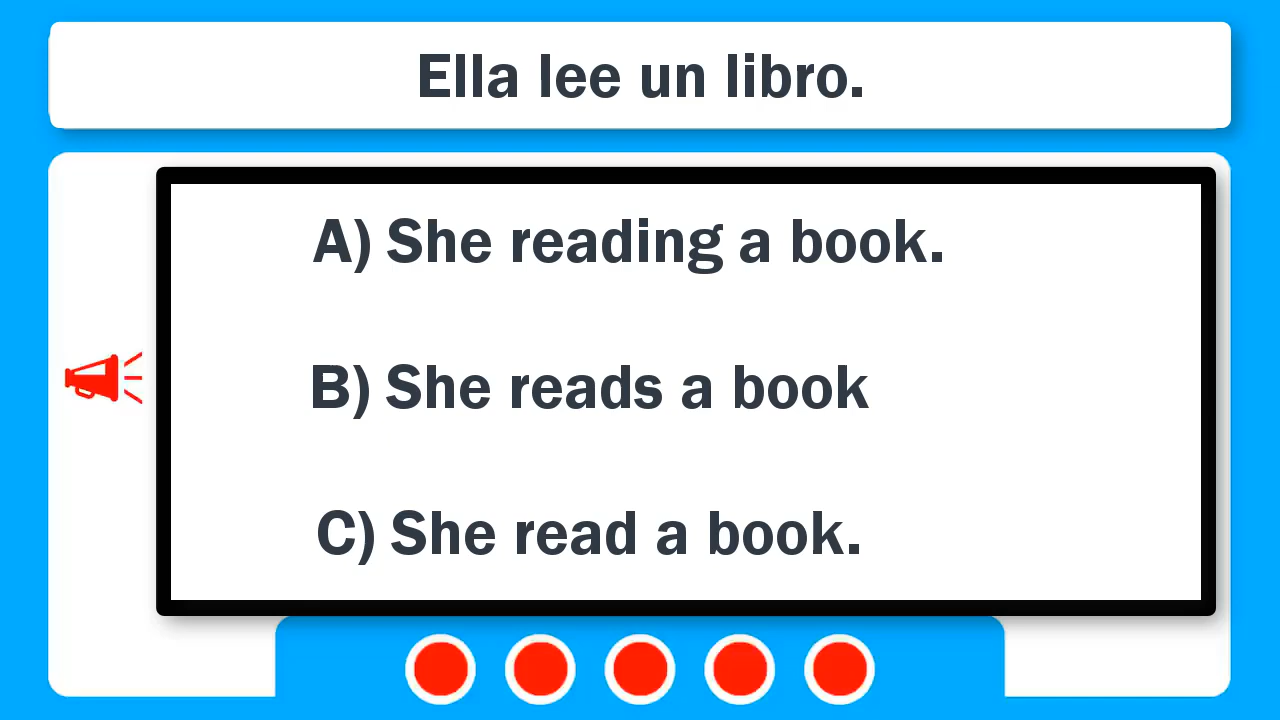 Ella lee un libro.
A) She reading a book.
B) She reads a book
C) She read a book.